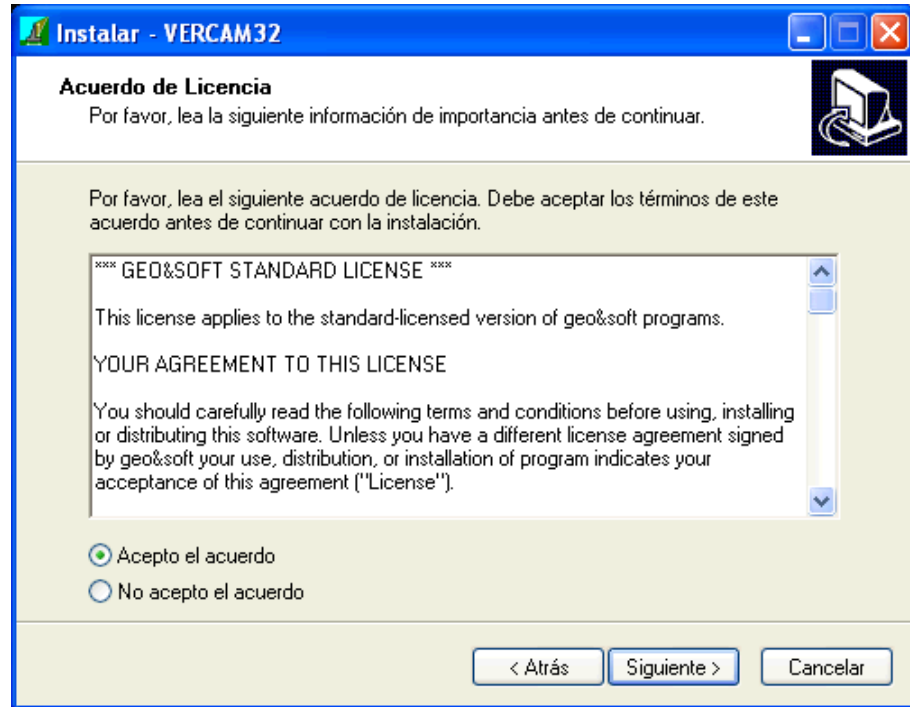 Instalar - VERCAM32
Acuerdo de Licencia
Por favor, lea la siguiente información de importancia antes de continuar.
Por favor, lea el siguiente acuerdo de licencia. Debe aceptar los términos de este
acuerdo antes de continuar con la instalación.
*** GEO&SOFT STANDARD LICENSE ***
This license applies to the standard-licensed version of geo&soft programs.
YOUR AGREEMENT TO THIS LICENSE
You should carefully read the following terms and conditions before using, installing
or distributing this software. Unless you have a different license agreement signed
by geo&soft your use, distribution, or installation of program indicates your
acceptance of this agreement ("License").
Acepto el acuerdo
No acepto el acuerdo
< Atrás
Siguiente >
Cancelar